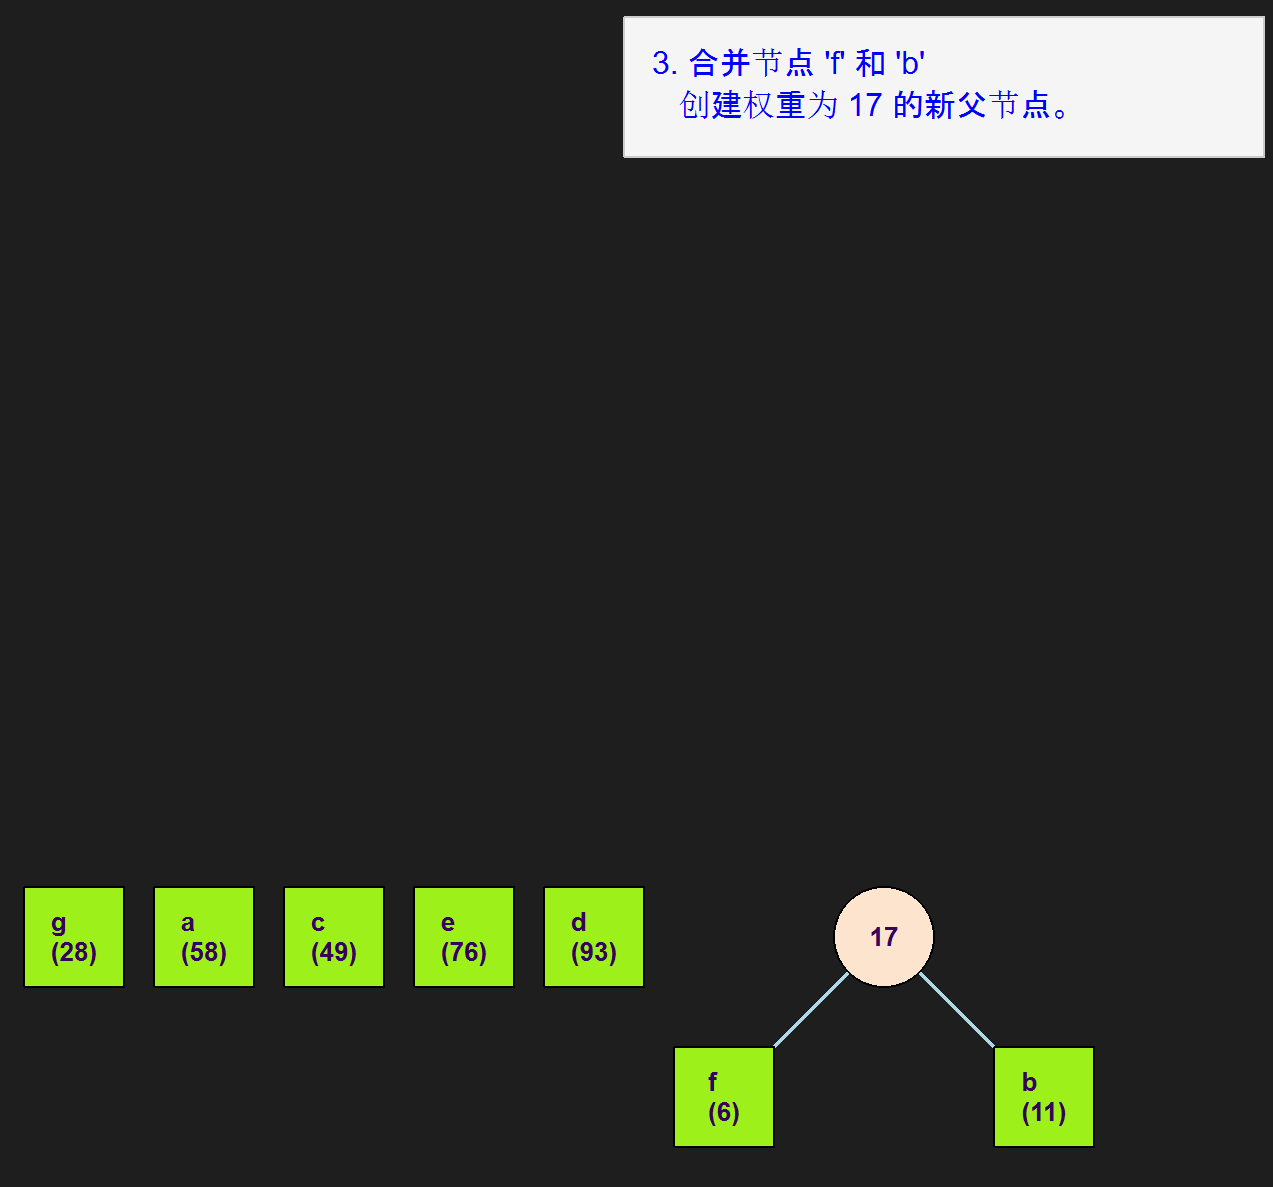 3. 合并节点 'f' 和 'b'
创建权重为 17 的新父节点。
g
(28)
a
(58)
c
(49)
e
(76)
d
(93)
17
f
(6)
b
(11)